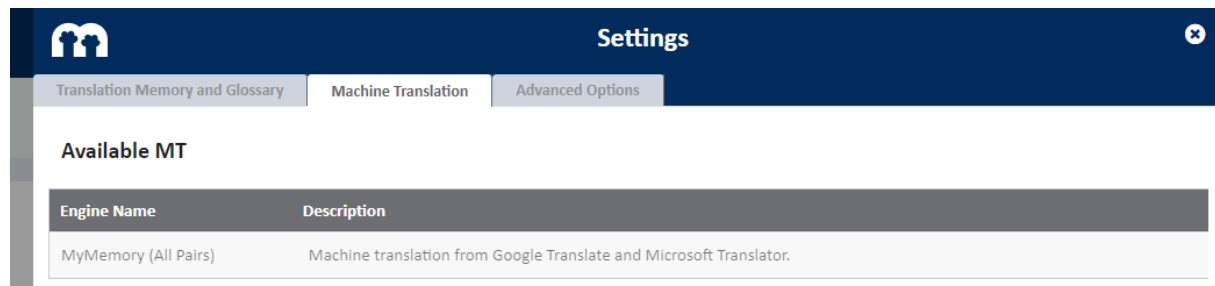 Settings
Translation Memory and Glossary Machine Translation Advanced Options
Available MT
Engine Name Description
MyMemory (All Pairs) Machine translation from Google Translate and Microsoft Translator.